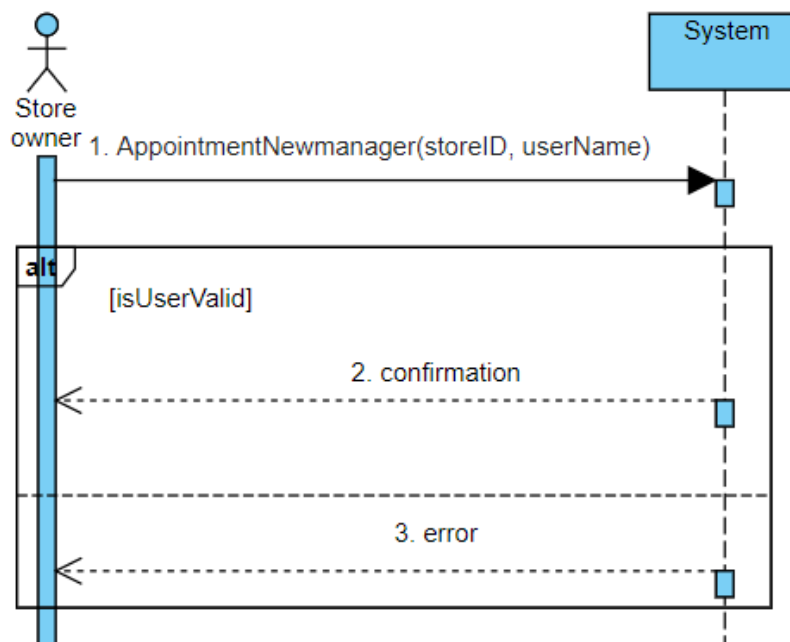 System
Store
owner
1. AppointmentNewmanager(storeID, userName)
alt
[isUserValid]
2. confirmation
3. error